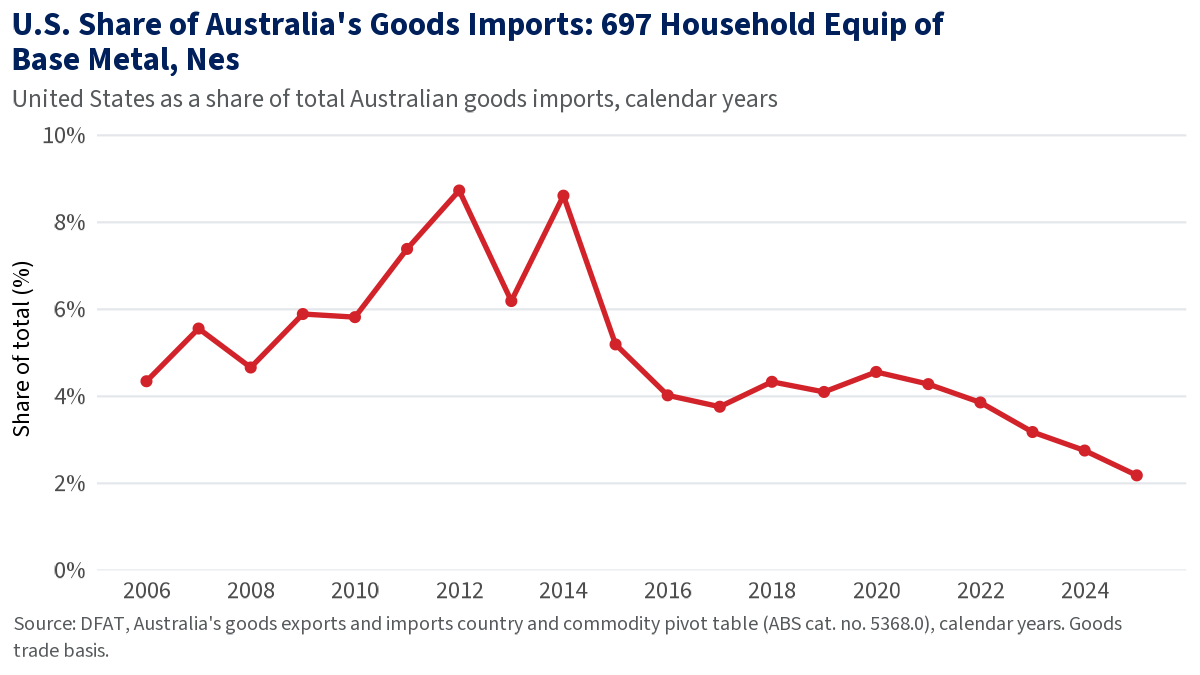 U.S. Share of Australia's Goods Imports: 697 Household Equip of
Base Metal, Nes
United States as a share of total Australian goods imports, calendar years
Share of total (%)
10%
8%
6%
4%
2%
0%
2006 2008 2010 2012 2014 2016 2018 2020 2022 2024
Source: DFAT, Australia's goods exports and imports country and commodity pivot table (ABS cat. no. 5368.0), calendar years. Goods
trade basis.